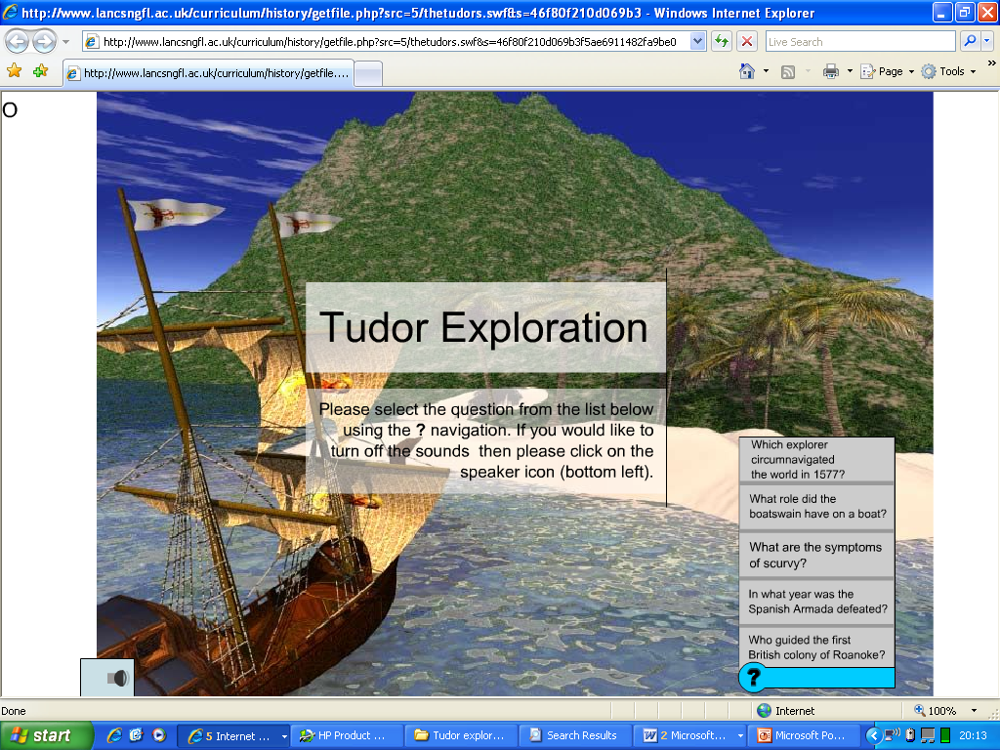 http://www.lancsngfl.ac.uk/curriculum/history/getfile.php?src=5/thetudors.swf&ts=46f80f210d069b3 - Windows Internet Explorer
http://www.lancsngfl.ac.uk/curriculum/history/getfile.php?src=5/thetudors.swf&s=46f80f210d069b3f5ae6911482fa9be0
Live Search
http://www.lancsngfl.ac.uk/curriculum/history/getfile....
Page
Tools
»
O
Tudor Exploration
Please select the question from the list below
using the ? navigation. If you would like to
turn off the sounds then please click on the
speaker icon (bottom left).
Which explorer
circumnavigated
the world in 1577?
What role did the
boatswain have on a boat?
What are the symptoms
of scurvy?
In what year was the
Spanish Armada defeated?
Who guided the first
British colony of Roanoke?
?
Done
Internet
100%
start
5 Internet ...
HP Product ...
Tudor explor...
Search Results
2 Microsoft...
Microsoft Po...
20:13